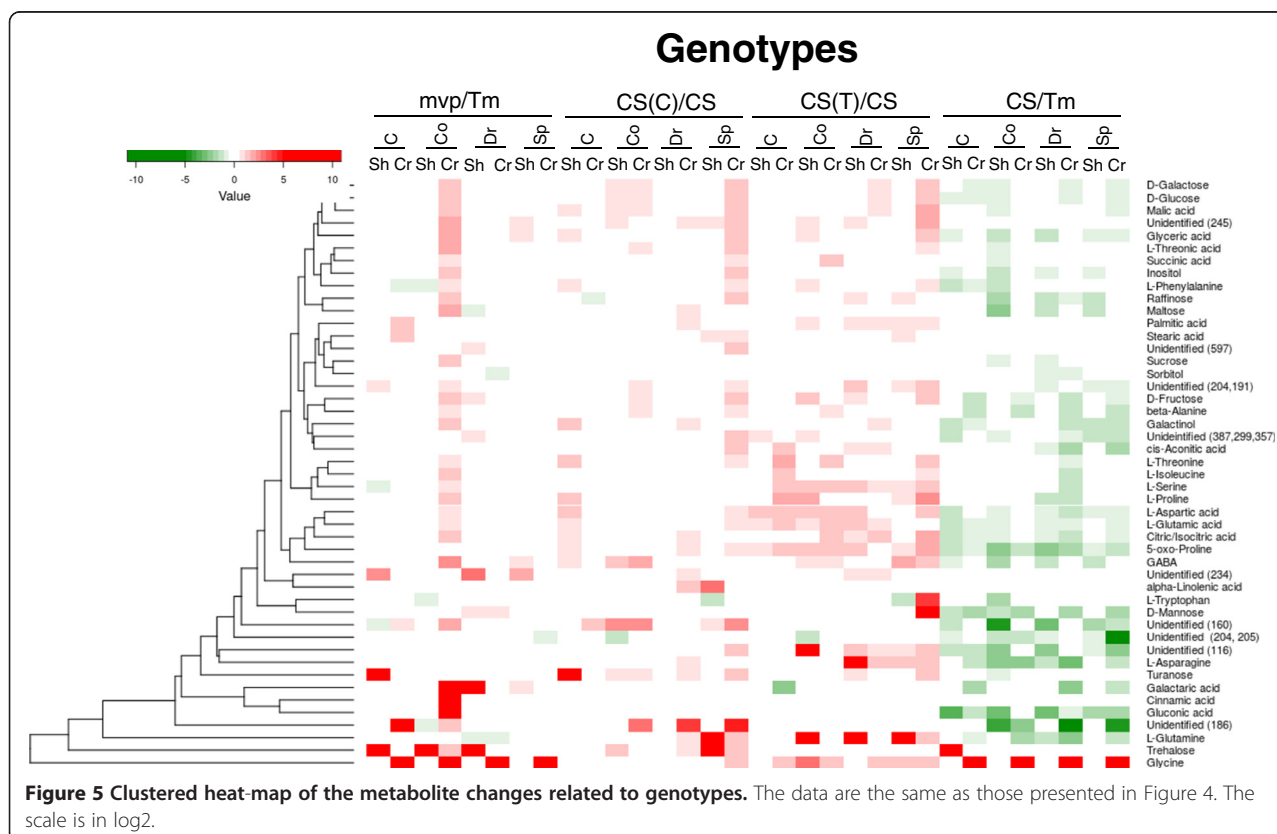 Genotypes
mvp/Tm CS(C)/CS CS(T)/CS CS/Tm
C Co Dr Sp C Co Dr Sp C Co Dr Sp C Co Dr Sp
Sh Cr Sh Cr Sh Cr Sh Cr Sh Cr Sh Cr Sh Cr Sh Cr Sh Cr Sh Cr Sh Cr Sh Cr Sh Cr Sh Cr Sh Cr Sh Cr
-10 -5 0 5 10
Value
D-Galactose
D-Glucose
Malic acid
Unidentified (245)
Glyceric acid
L-Threonic acid
Succinic acid
Inositol
L-Phenylalanine
Raffinose
Maltose
Palmitic acid
Stearic acid
Unidentified (597)
Sucrose
Sorbitol
Unidentified (204,191)
D-Fructose
beta-Alanine
Galactinol
Unideintified (387,299,357)
cis-Aconitic acid
L-Threonine
L-Isoleucine
L-Serine
L-Proline
L-Aspartic acid
L-Glutamic acid
Citric/Isocitric acid
5-oxo-Proline
GABA
Unidentified (234)
alpha-Linolenic acid
L-Tryptophan
D-Mannose
Unidentified (160)
Unidentified (204, 205)
Unidentified (116)
L-Asparagine
Turanose
Galactaric acid
Cinnamic acid
Gluconic acid
Unidentified (186)
L-Glutamine
Trehalose
Glycine
Figure 5 Clustered heat-map of the metabolite changes related to genotypes. The data are the same as those presented in Figure 4. The
scale is in log2.